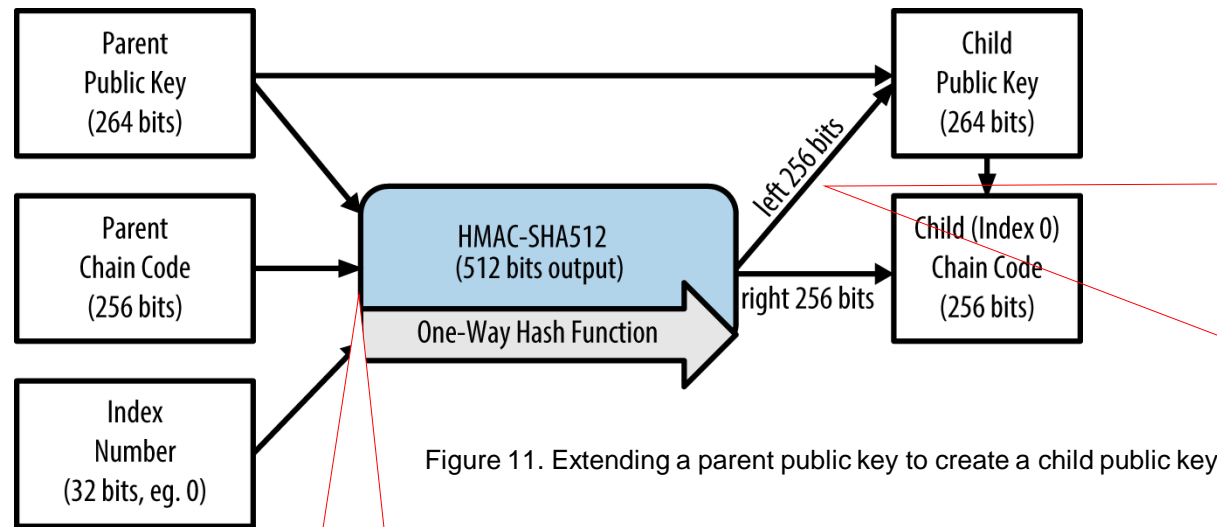 Parent
Public Key
(264 bits)
Child
Public Key
(264 bits)
left 256 bits
Parent
Chain Code
(256 bits)
HMAC-SHA512
(512 bits output)
One-Way Hash Function
right 256 bits
Child (Index 0)
Chain Code
(256 bits)
Index
Number
(32 bits, eg. 0)
Figure 11. Extending a parent public key to create a child public key